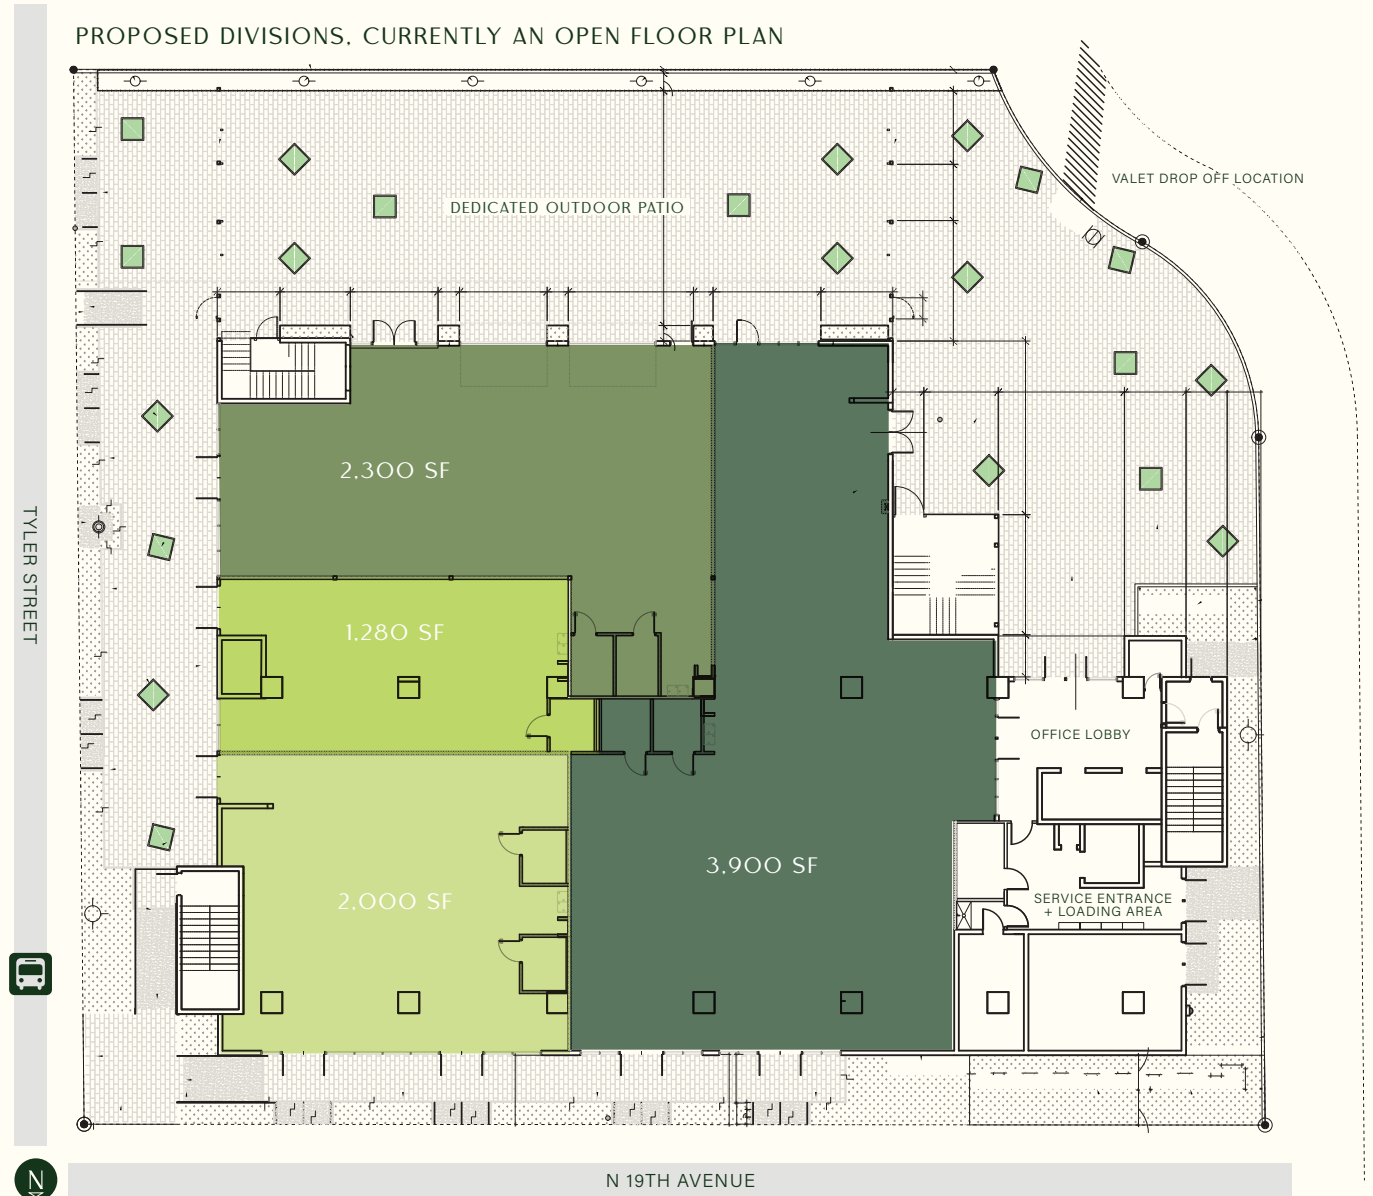 PROPOSED DIVISIONS, CURRENTLY AN OPEN FLOOR PLAN
VALET DROP OFF LOCATION
DEDICATED OUTDOOR PATIO
2,300 SF
TYLER STREET
1,280 SF
OFFICE LOBBY
3,900 SF
2,000 SF
SERVICE ENTRANCE
+ LOADING AREA
N
N 19TH AVENUE